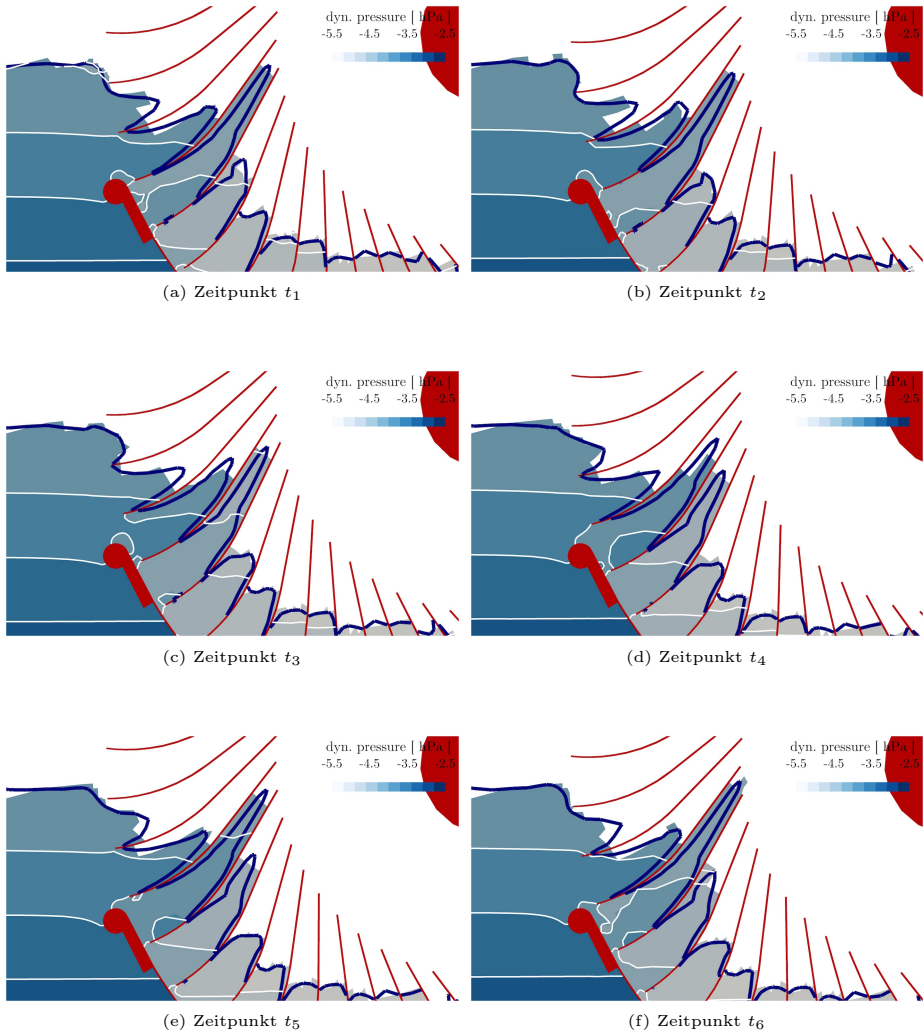 dyn. pressure [ hPa ]
-5.5 -4.5 -3.5 -2.5
(a) Zeitpunkt t1
dyn. pressure [ hPa ]
-5.5 -4.5 -3.5 -2.5
(b) Zeitpunkt t2
dyn. pressure [ hPa ]
-5.5 -4.5 -3.5 -2.5
(c) Zeitpunkt t3
dyn. pressure [ hPa ]
-5.5 -4.5 -3.5 -2.5
(d) Zeitpunkt t4
dyn. pressure [ hPa ]
-5.5 -4.5 -3.5 -2.5
(e) Zeitpunkt t5
dyn. pressure [ hPa ]
-5.5 -4.5 -3.5 -2.5
(f) Zeitpunkt t6